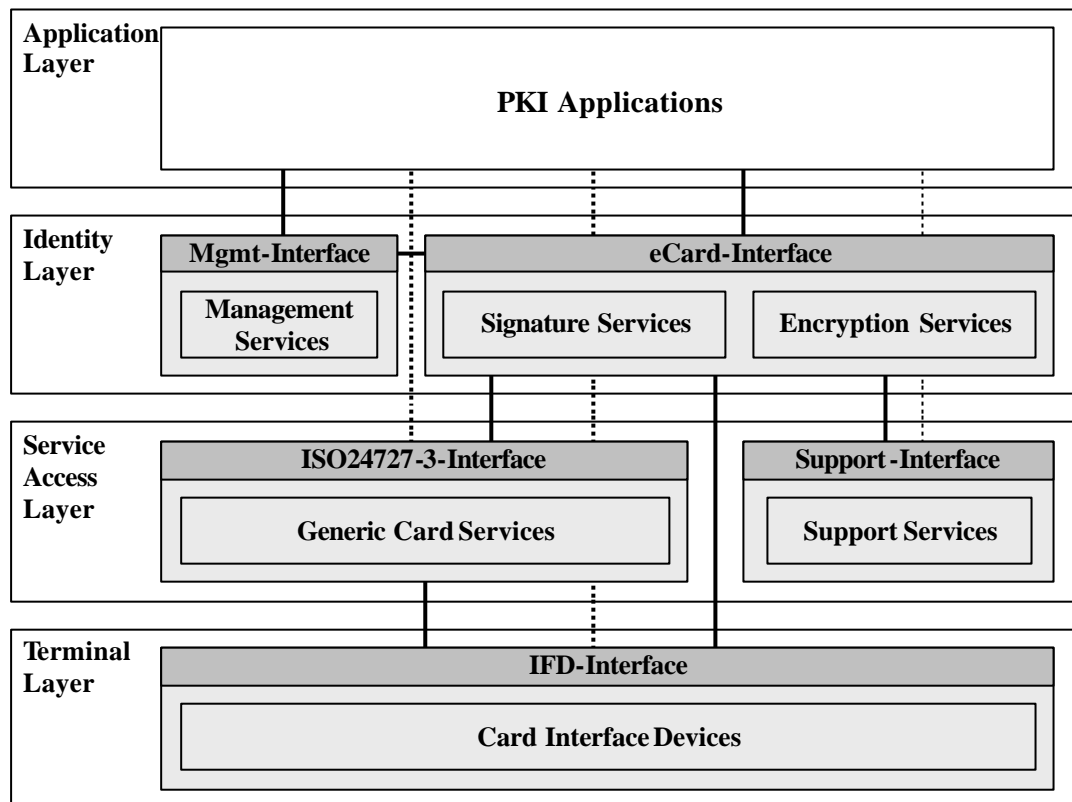 Application
Layer
PKI Applications
Identity
Layer
Mgmt-Interface
eCard-Interface
Management
Services
Signature Services
Encryption Services
Service
Access
Layer
ISO24727-3-Interface
Support-Interface
Generic Card Services
Support Services
Terminal
Layer
IFD-Interface
Card Interface Devices